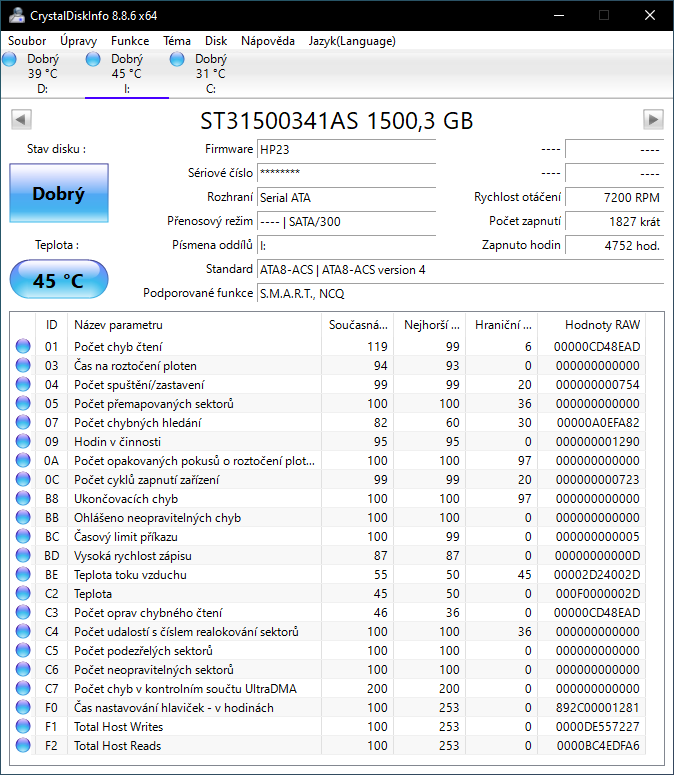 CrystalDiskInfo 8.8.6 x64
Soubor Úpravy Funkce Téma Disk Nápověda Jazyk(Language)
Dobrý Dobrý Dobrý
39 °C 45 °C 31 °C
D: I: C:
ST31500341AS 1500,3 GB
Stav disku :
Dobrý
Teplota :
45 °C
Firmware HP23 ---- ----
Sériové číslo ******** ---- ----
Rozhraní Serial ATA Rychlost otáčení 7200 RPM
Přenosový režim ---- | SATA/300 Počet zapnutí 1827 krát
Písmena oddílů I: Zapnuto hodin 4752 hod.
Standard ATA8-ACS | ATA8-ACS version 4
Podporované funkce S.M.A.R.T., NCQ
ID Název parametru Současná... Nejhorší ... Hraniční ... Hodnoty RAW
01 Počet chyb čtení 119 99 6 00000CD48EAD
03 Čas na roztočení ploten 94 93 0 000000000000
04 Počet spuštění/zastavení 99 99 20 000000000754
05 Počet přemapovaných sektorů 100 100 36 000000000000
07 Počet chybných hledání 82 60 30 00000A0EFA82
09 Hodin v činnosti 95 95 0 000000001290
0A Počet opakovaných pokusů o roztočení plot... 100 100 97 000000000000
0C Počet cyklů zapnutí zařízení 99 99 20 000000000723
B8 Ukončovacích chyb 100 100 97 000000000000
BB Ohlášeno neopravitelných chyb 100 100 0 000000000000
BC Časový limit příkazu 100 99 0 000000000005
BD Vysoká rychlost zápisu 87 87 0 00000000000D
BE Teplota toku vzduchu 55 50 45 00002D24002D
C2 Teplota 45 50 0 000F0000002D
C3 Počet oprav chybného čtení 46 36 0 00000CD48EAD
C4 Počet udalostí s číslem realokování sektorů 100 100 36 000000000000
C5 Počet podezřelých sektorů 100 100 0 000000000000
C6 Počet neopravitelných sektorů 100 100 0 000000000000
C7 Počet chyb v kontrolním součtu UltraDMA 200 200 0 000000000000
F0 Čas nastavování hlaviček - v hodinách 100 253 0 892C00001281
F1 Total Host Writes 100 253 0 0000DE557227
F2 Total Host Reads 100 253 0 0000BC4EDFA6